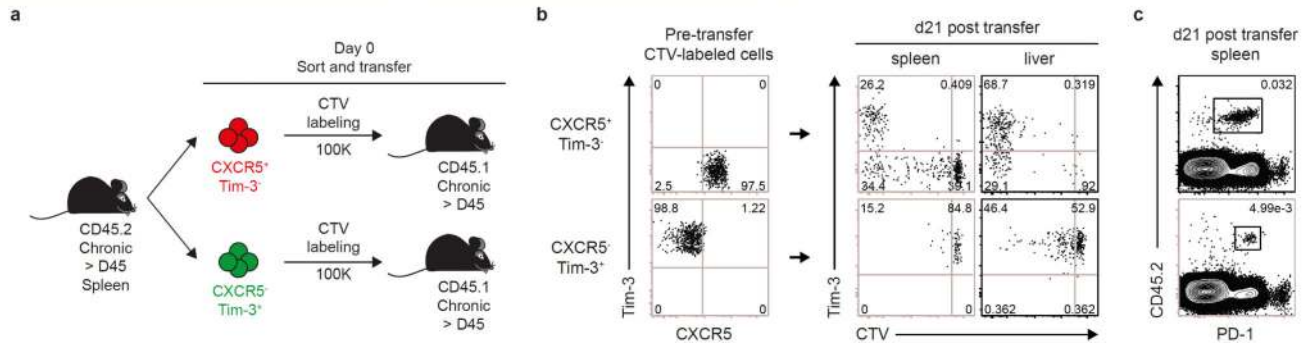 a
Day 0
Sort and transfer
CTV
labeling
100K
CXCR5+
Tim-3-
CD45.1
Chronic
> D45
CD45.2
Chronic
> D45
Spleen
CTV
labeling
100K
CXCR5-
Tim-3+
CD45.1
Chronic
> D45
b
Pre-transfer
CTV-labeled cells
d21 post transfer
spleen
liver
CXCR5+
Tim-3-
CXCR5-
Tim-3+
0
0
2.5
97.5
98.8
1.22
0
0
Tim-3
CXCR5
26.2
0.409
34.4
39.1
68.7
0.319
29.1
1.92
15.2
84.8
0
0
46.4
52.9
0.362
0.362
Tim-3
CTV
c
d21 post transfer
spleen
0.032
4.99e-3
CD45.2
PD-1